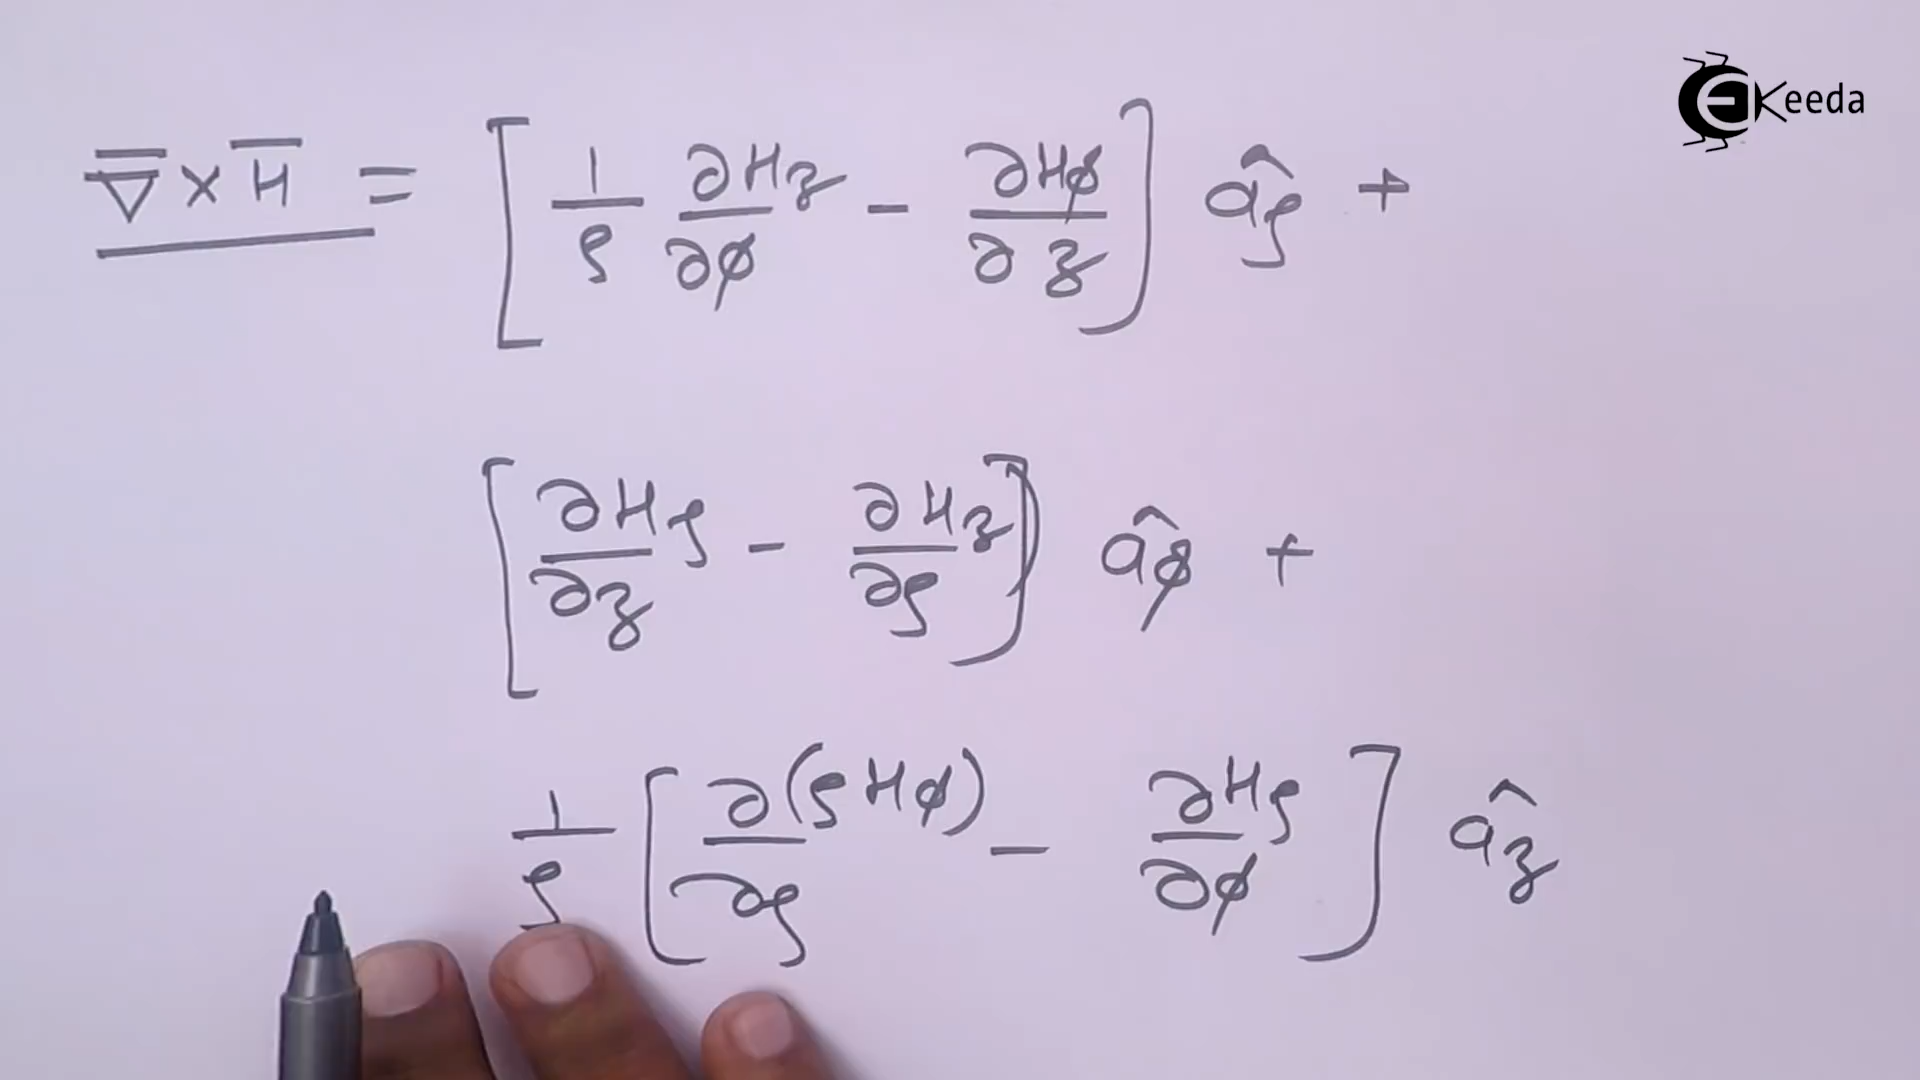 EKeeda
∇̅ × H̅ = [ 1/ρ ∂Hz/∂φ - ∂Hφ/∂z ] âρ +
[ ∂Hρ/∂z - ∂Hz/∂ρ ] âφ +
1/ρ [ ∂(ρHφ)/∂ρ - ∂Hρ/∂φ ] âz